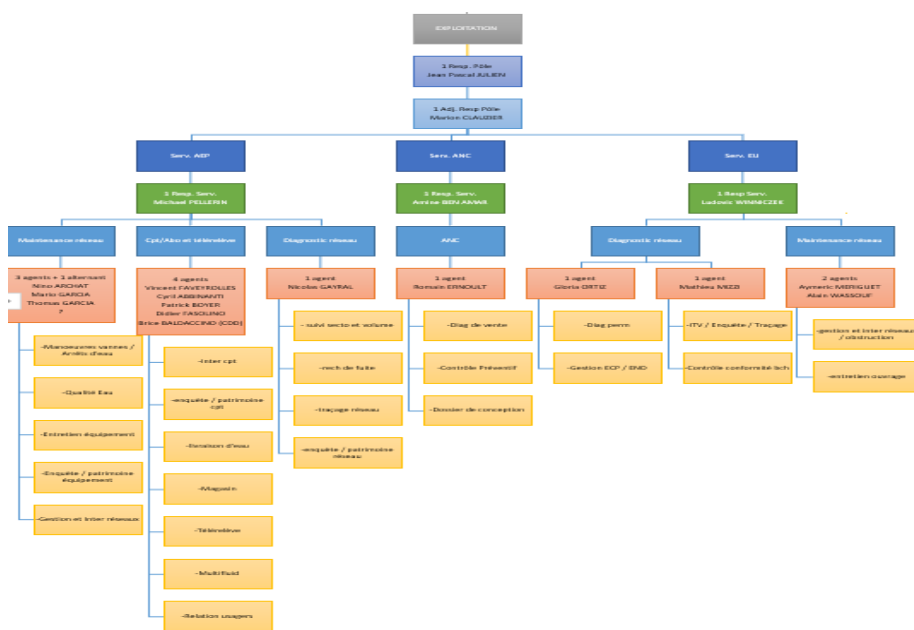 EXPLOITATION
1 Resp. Pôle
Jean Pascal JULIEN
1 Adj. Resp Pôle
Marion CLAUZIER
Serv. AEP
Serv. ANC
Serv. EU
1 Resp. Serv.
Michael PELLERIN
1 Resp. Serv.
Amine BEN AMAR
1 Resp Serv.
Ludovic WINNICZEK
Maintenance réseau
Cpt/Abo et télérelève
Diagnostic réseau
ANC
Diagnostic réseau
Maintenance réseau
3 agents + 1 alternant
Nino ARCHAT
Mario GARCIA
Thomas GARCIA
?
4 agents
Vincent FAVEYROLLES
Cyril ABBINANTI
Patrick BOYER
Didier FASOLINO
Brice BALDACCINO (CDD)
1 agent
Nicolas GAYRAL
1 agent
Romain ERNOULT
1 agent
Gloria ORTIZ
1 agent
Mathieu MIZZI
2 agents
Aymeric MERIGUET
Alain WASSOUF
-Manœuvres vannes /
Arrêts d'eau
-Qualité Eau
-Entretien équipement
-Enquête / patrimoine
équipement
-Gestion et Inter réseaux
-Inter cpt
-enquête / patrimoine
cpt
-livraison d'eau
-Magasin
-Télérelève
-Multifluid
-Relation usagers
- suivi secto et volume
-rech de fuite
-traçage réseau
-enquête / patrimoine
réseau
-Diag de vente
-Contrôle Préventif
-Dossier de conception
-Diag perm
-Gestion ECP / END
-ITV / Enquête / Traçage
-Contrôle conformité bch
-gestion et Inter réseaux
/ obstruction
-entretien ouvrage